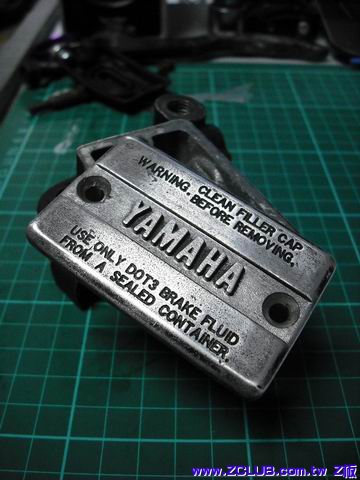 WARNING. CLEAN FILLER CAP
BEFORE REMOVING.
YAMAHA
USE ONLY DOT3 BRAKE FLUID
FROM A SEALED CONTAINER.
www.ZCLUB.com.tw Z版